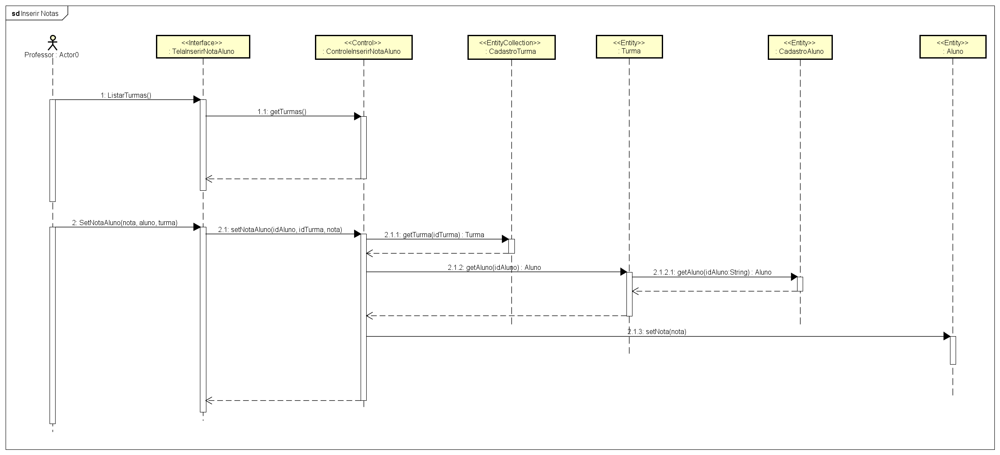 sd Inserir Notas
Professor : Actor0
<<Interface>>
: TelaInserirNotaAluno
<<Control>>
: ControleInserirNotaAluno
<<EntityCollection>>
: CadastroTurma
<<Entity>>
: Turma
<<Entity>>
: CadastroAluno
<<Entity>>
: Aluno
1: ListarTurmas()
1.1: getTurmas()
2: SetNotaAluno(nota, aluno, turma)
2.1: setNotaAluno(idAluno, idTurma, nota)
2.1.1: getTurma(idTurma) : Turma
2.1.2: getAluno(idAluno) : Aluno
2.1.2.1: getAluno(idAluno:String) : Aluno
2.1.3: setNota(nota)